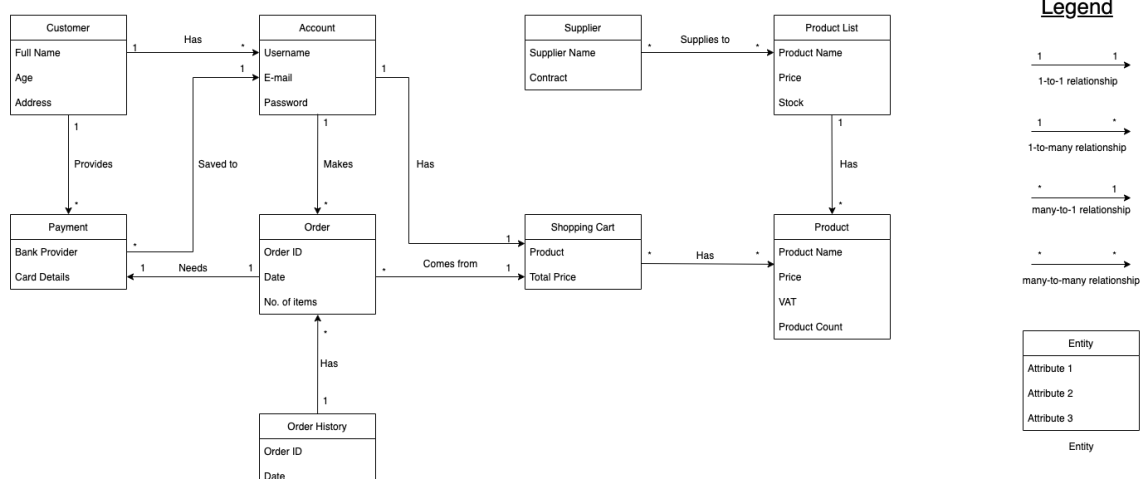 Legend
Customer
Full Name
Age
Address
1
Has
*
Account
Username
E-mail
Password
Supplier
Supplier Name
Contract
*
Supplies to
*
Product List
Product Name
Price
Stock
1
1
1-to-1 relationship
1
*
1-to-many relationship
*
1
many-to-1 relationship
*
*
many-to-many relationship
1
Provides
*
1
Saved to
*
1
Makes
*
1
Has
1
1
Has
*
Payment
Bank Provider
Card Details
1
Needs
1
Order
Order ID
Date
No. of items
*
Comes from
1
Shopping Cart
Product
Total Price
*
Has
*
Product
Product Name
Price
VAT
Product Count
*
Has
1
Order History
Order ID
Date
Entity
Attribute 1
Attribute 2
Attribute 3
Entity